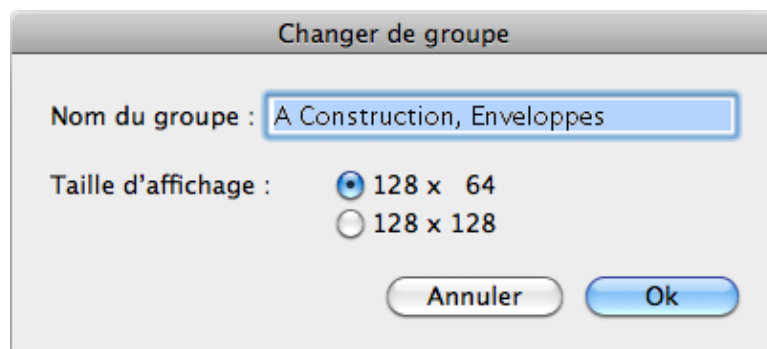 Changer de groupe
Nom du groupe : A Construction, Enveloppes
Taille d'affichage : 128 x 64
128 x 128
Annuler Ok